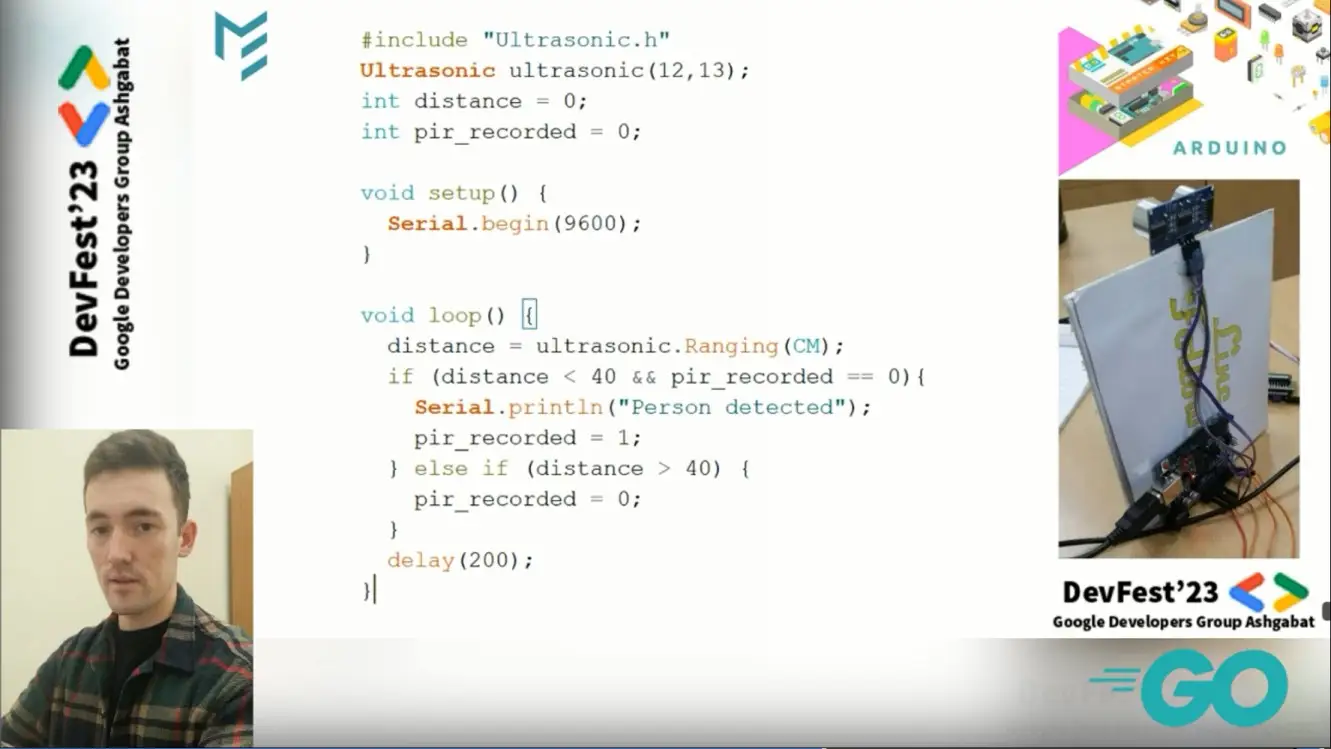 DevFest’23
Google Developers Group Ashgabat
#include "Ultrasonic.h"
Ultrasonic ultrasonic(12,13);
int distance = 0;
int pir_recorded = 0;
void setup() {
Serial.begin(9600);
}
void loop() {
distance = ultrasonic.Ranging(CM);
if (distance < 40 && pir_recorded == 0){
Serial.println("Person detected");
pir_recorded = 1;
} else if (distance > 40) {
pir_recorded = 0;
}
delay(200);
}
STARTER KIT
ARDUINO
DevFest’23
Google Developers Group Ashgabat
GO